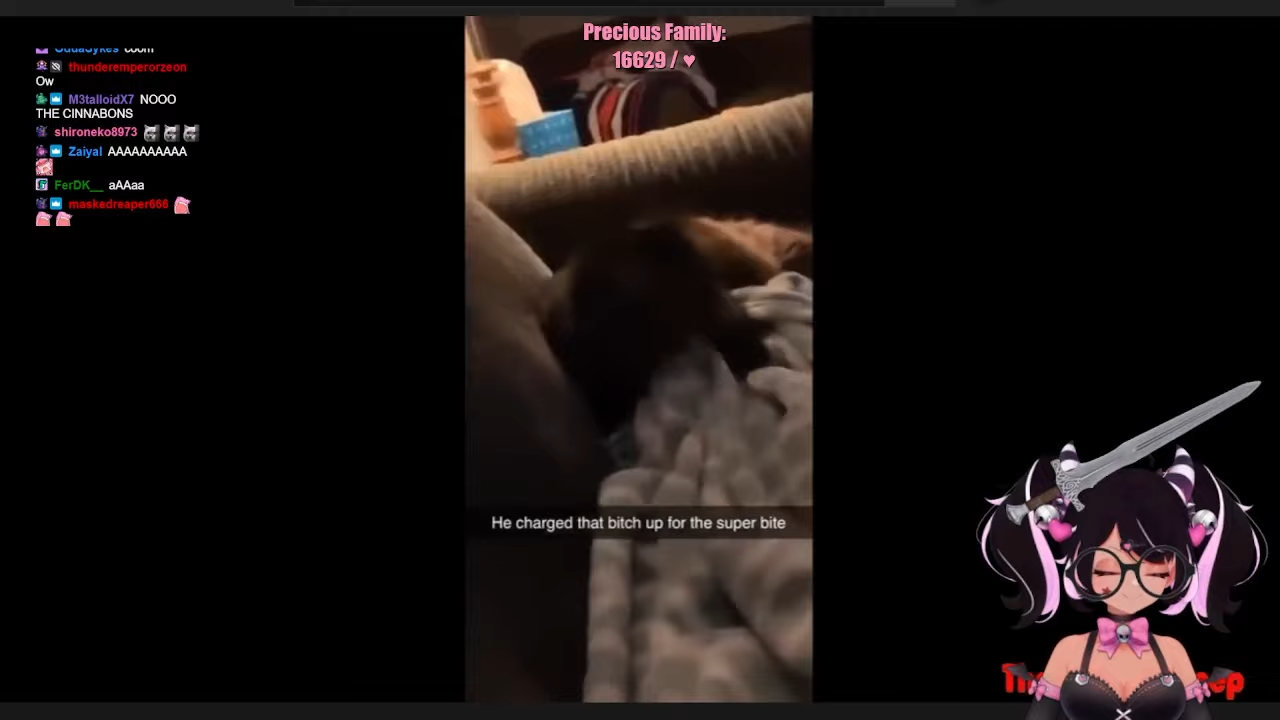 Precious Family:
16629 / ♥
thunderemperorzeon
Ow
M3talloidX7 NOOO
THE CINNABONS
shironeko8973
Zaiyal AAAAAAAAAA
FerDK__ aAAaa
maskedreaper666
He charged that bitch up for the super bite